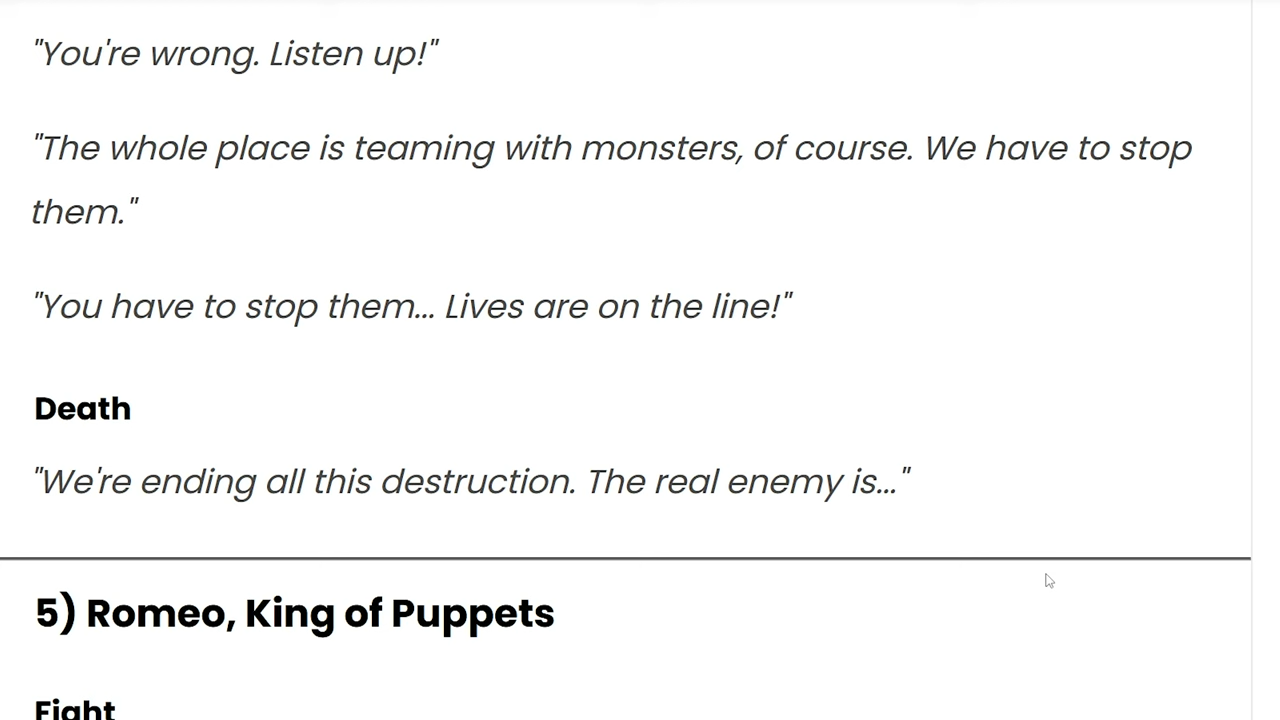 "You're wrong. Listen up!"
"The whole place is teaming with monsters, of course. We have to stop
them."
"You have to stop them... Lives are on the line!"
Death
"We're ending all this destruction. The real enemy is..."
5) Romeo, King of Puppets
Fight